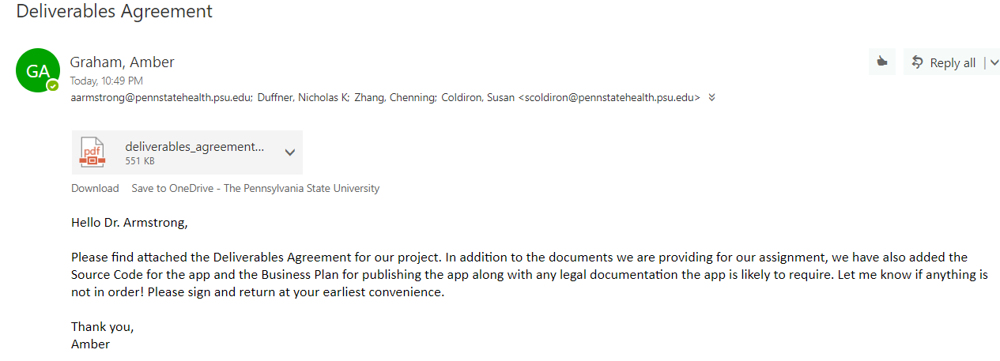 Deliverables Agreement
GA
Graham, Amber
Reply all
Today, 10:49 PM
aarmstrong@pennstatehealth.psu.edu; Duffner, Nicholas K; Zhang, Chenning; Coldiron, Susan <scoldiron@pennstatehealth.psu.edu>
pdf
deliverables_agreement...
551 KB
Download Save to OneDrive - The Pennsylvania State University
Hello Dr. Armstrong,
Please find attached the Deliverables Agreement for our project. In addition to the documents we are providing for our assignment, we have also added the
Source Code for the app and the Business Plan for publishing the app along with any legal documentation the app is likely to require. Let me know if anything is
not in order! Please sign and return at your earliest convenience.
Thank you,
Amber